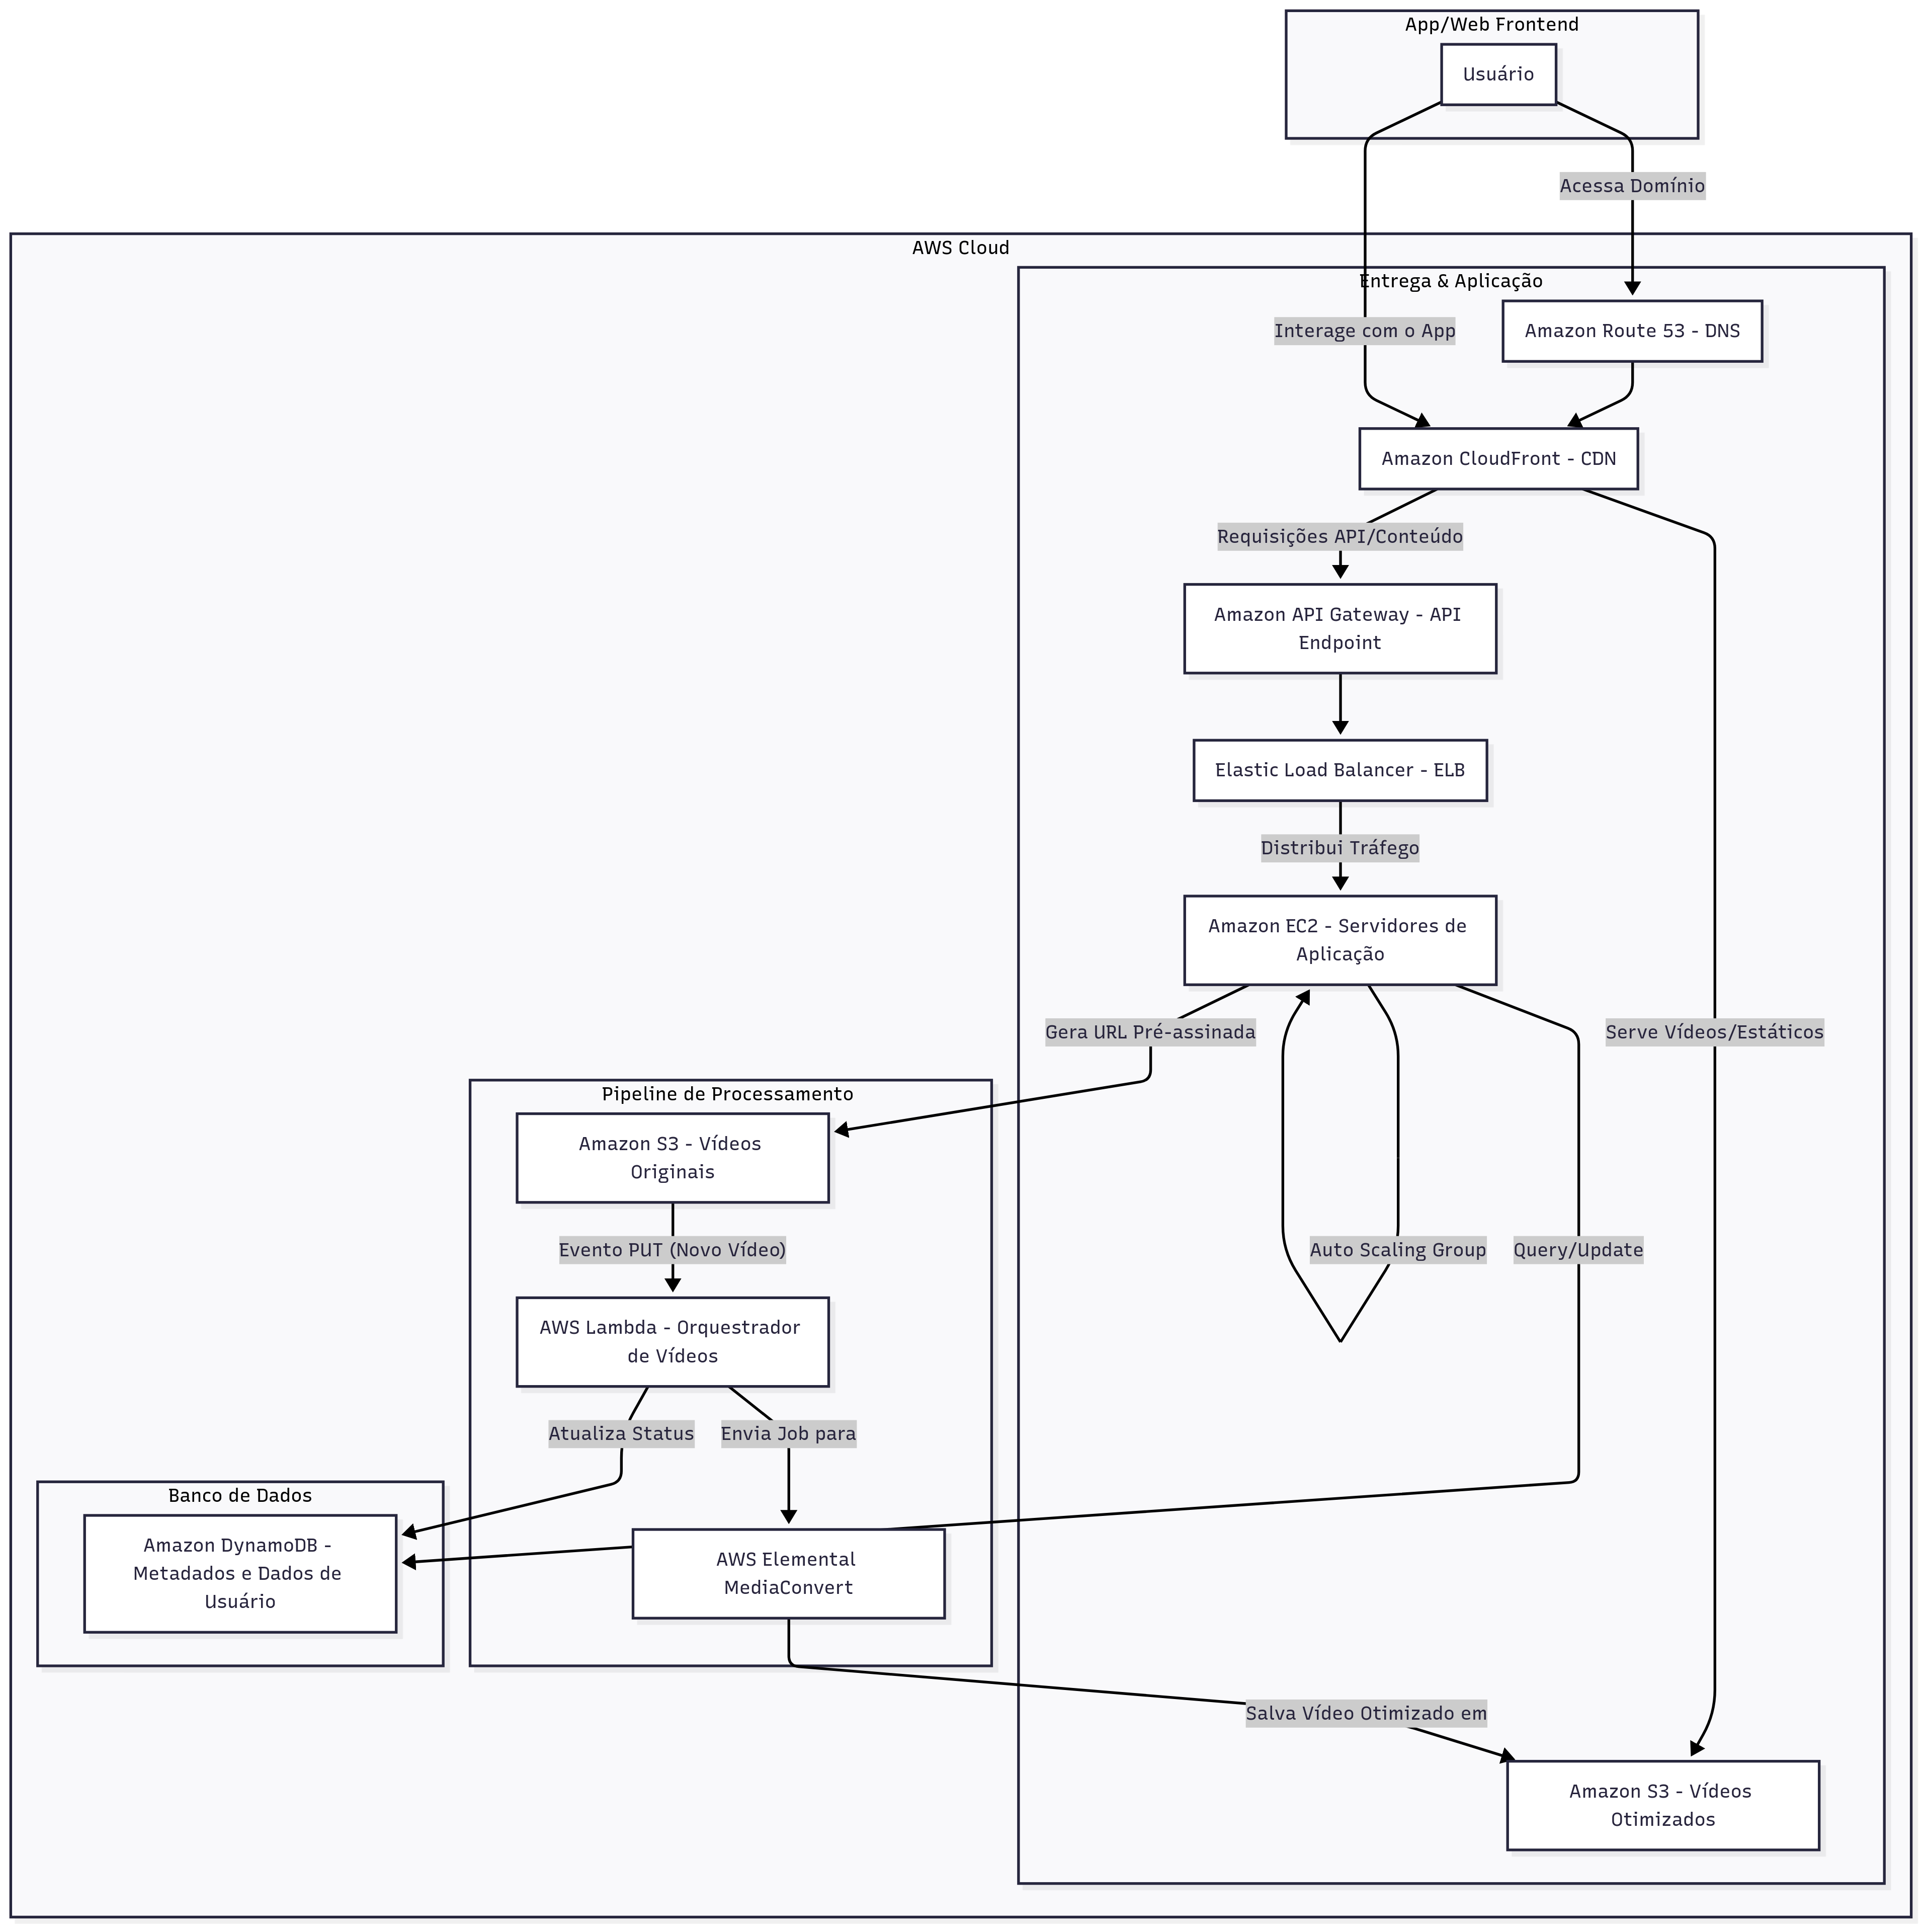 App/Web Frontend
Usuário
Acessa Domínio
AWS Cloud
Entrega & Aplicação
Interage com o App
Amazon Route 53 - DNS
Amazon CloudFront - CDN
Requisições API/Conteúdo
Amazon API Gateway - API
Endpoint
Elastic Load Balancer - ELB
Distribui Tráfego
Amazon EC2 - Servidores de
Aplicação
Gera URL Pré-assinada
Serve Vídeos/Estáticos
Pipeline de Processamento
Amazon S3 - Vídeos
Originais
Evento PUT (Novo Vídeo)
Auto Scaling Group
Query/Update
AWS Lambda - Orquestrador
de Vídeos
Atualiza Status
Envia Job para
Banco de Dados
Amazon DynamoDB -
Metadados e Dados de
Usuário
AWS Elemental
MediaConvert
Salva Vídeo Otimizado em
Amazon S3 - Vídeos
Otimizados